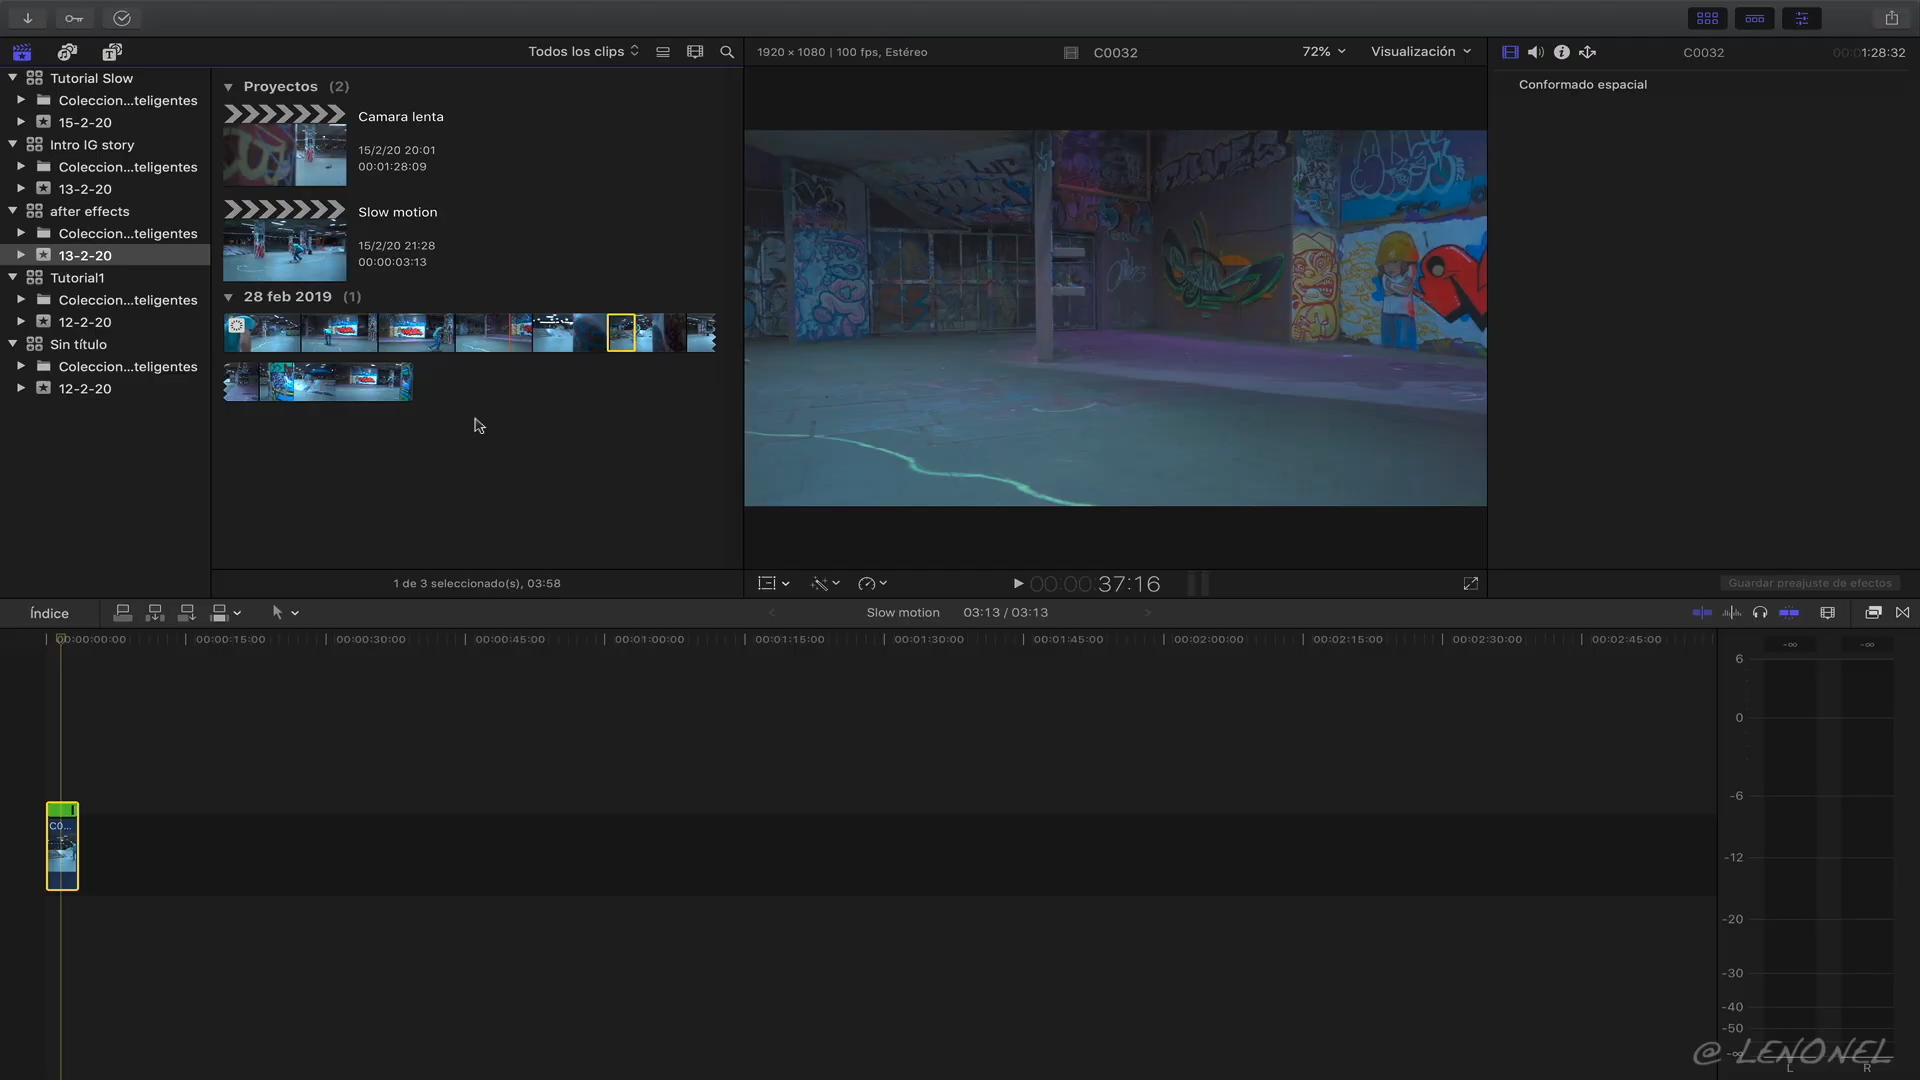 Todos los clips
1920 × 1080 | 100 fps, Estéreo
C0032
72%
Visualización
C0032
00:01:28:32
Tutorial Slow
Coleccion...teligentes
15-2-20
Intro IG story
Coleccion...teligentes
13-2-20
after effects
Coleccion...teligentes
13-2-20
Tutorial1
Coleccion...teligentes
12-2-20
Sin título
Coleccion...teligentes
12-2-20
Proyectos (2)
Camara lenta
15/2/20 20:01
00:01:28:09
Slow motion
15/2/20 21:28
00:00:03:13
28 feb 2019 (1)
1 de 3 seleccionado(s), 03:58
Conformado espacial
00:00:37:16
Guardar preajuste de efectos
Índice
Slow motion 03:13 / 03:13
00:00:00:00 00:00:15:00 00:00:30:00 00:00:45:00 00:01:00:00 00:01:15:00 00:01:30:00 00:01:45:00 00:02:00:00 00:02:15:00 00:02:30:00 00:02:45:00
C0...
-∞ -∞
6
0
-6
-12
-20
-30
-40
-50
-∞
L R
@LENONEL